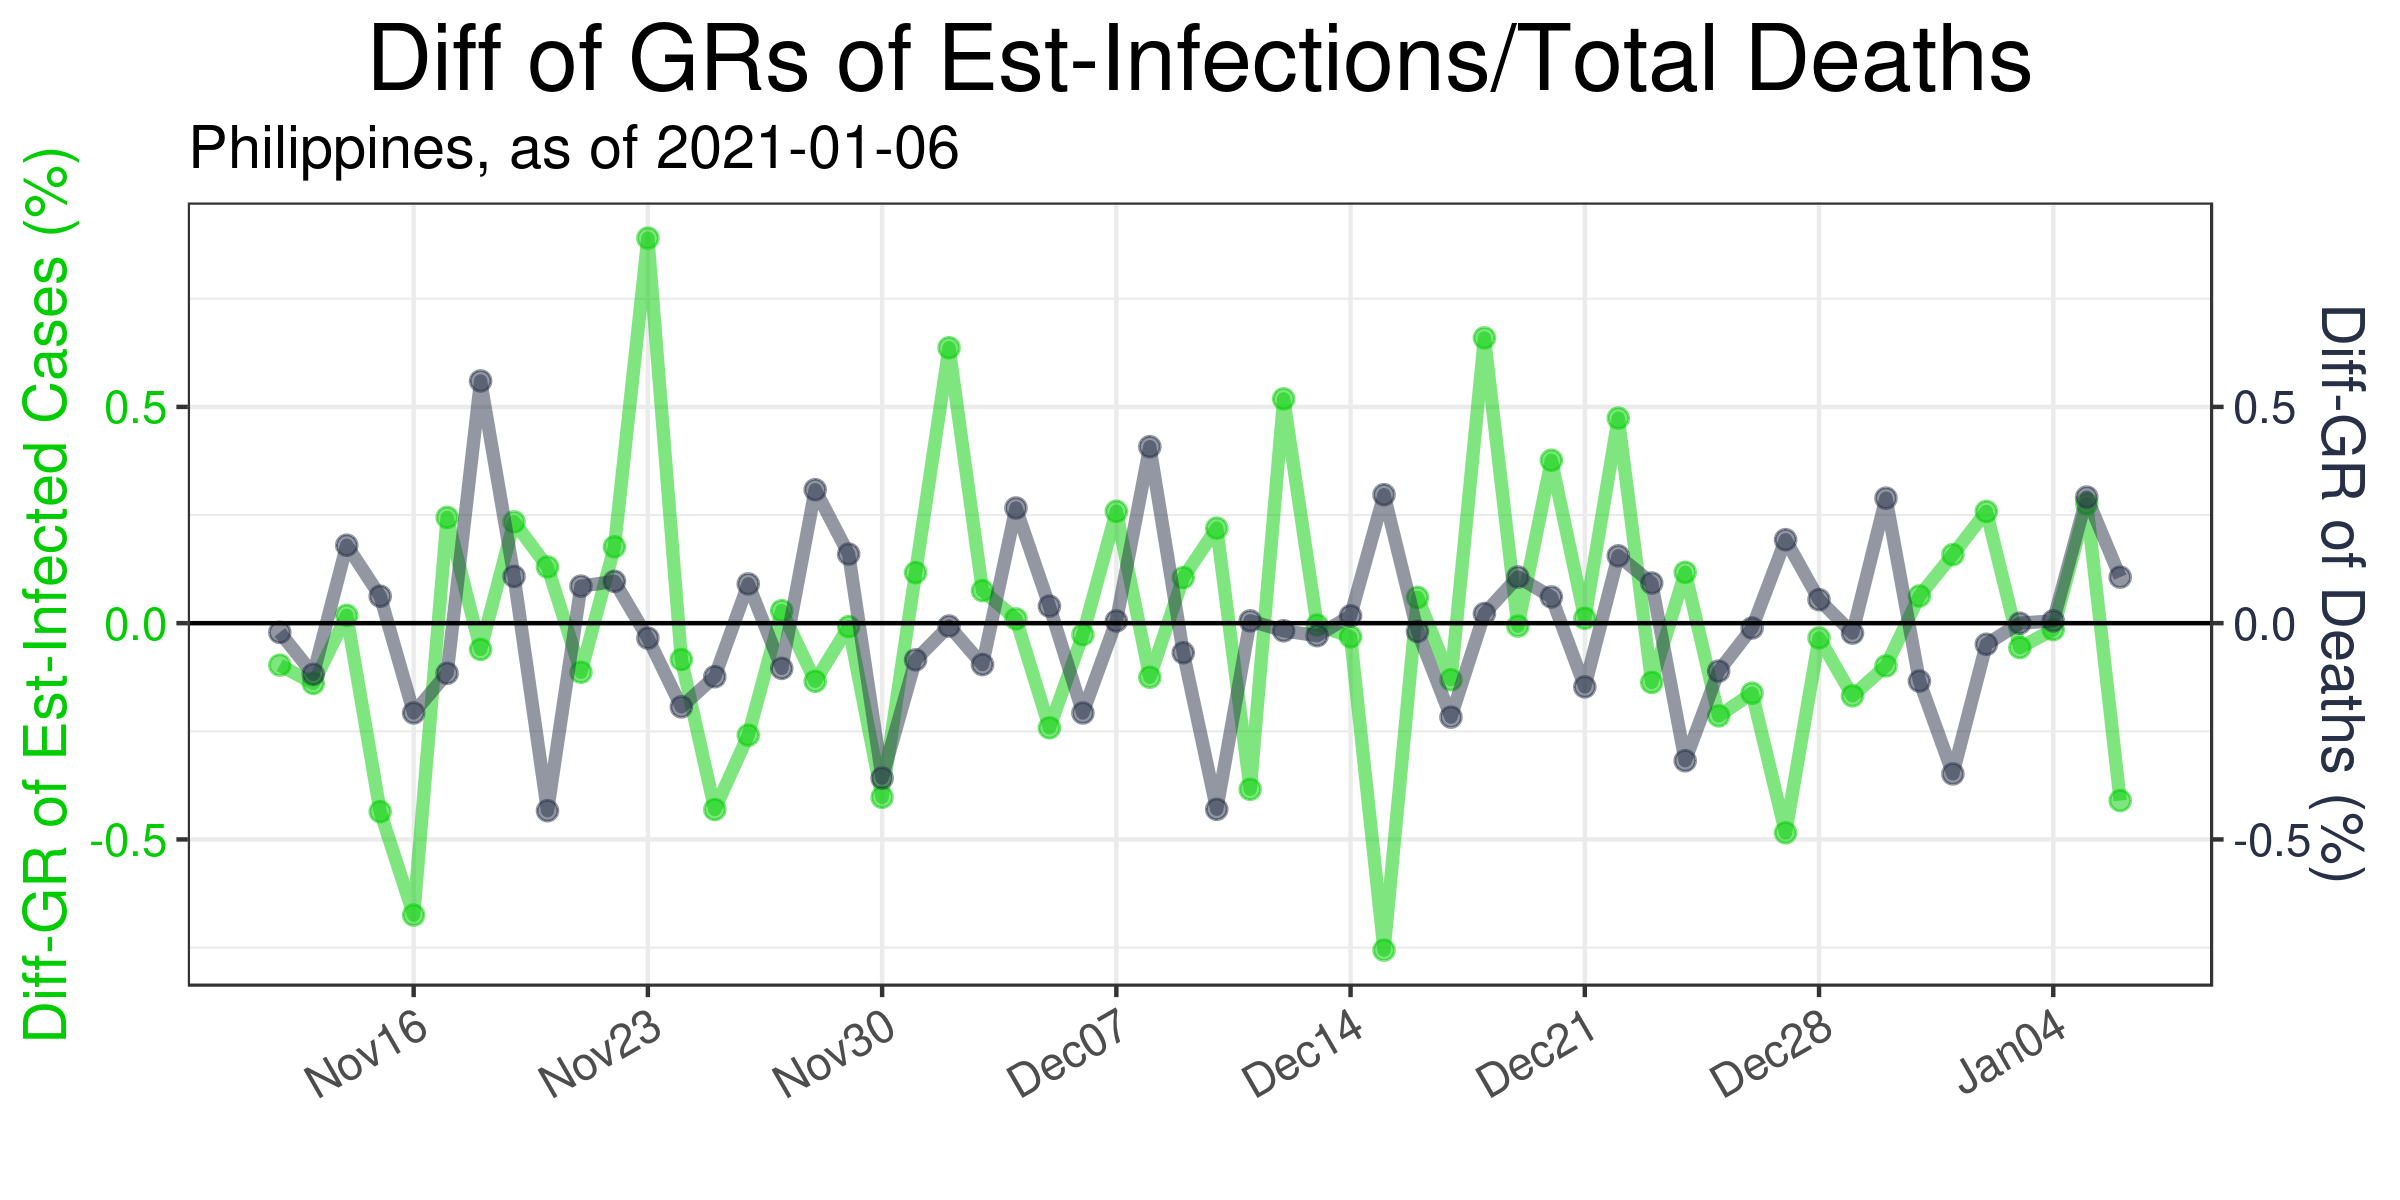 Diff of GRs of Est-Infections/Total Deaths
Philippines, as of 2021-01-06
Diff-GR of Est-Infected Cases (%)
0.5
0.0
-0.5
0.5
0.0
-0.5
Diff-GR of Deaths (%)
Nov16
Nov23
Nov30
Dec07
Dec14
Dec21
Dec28
Jan04